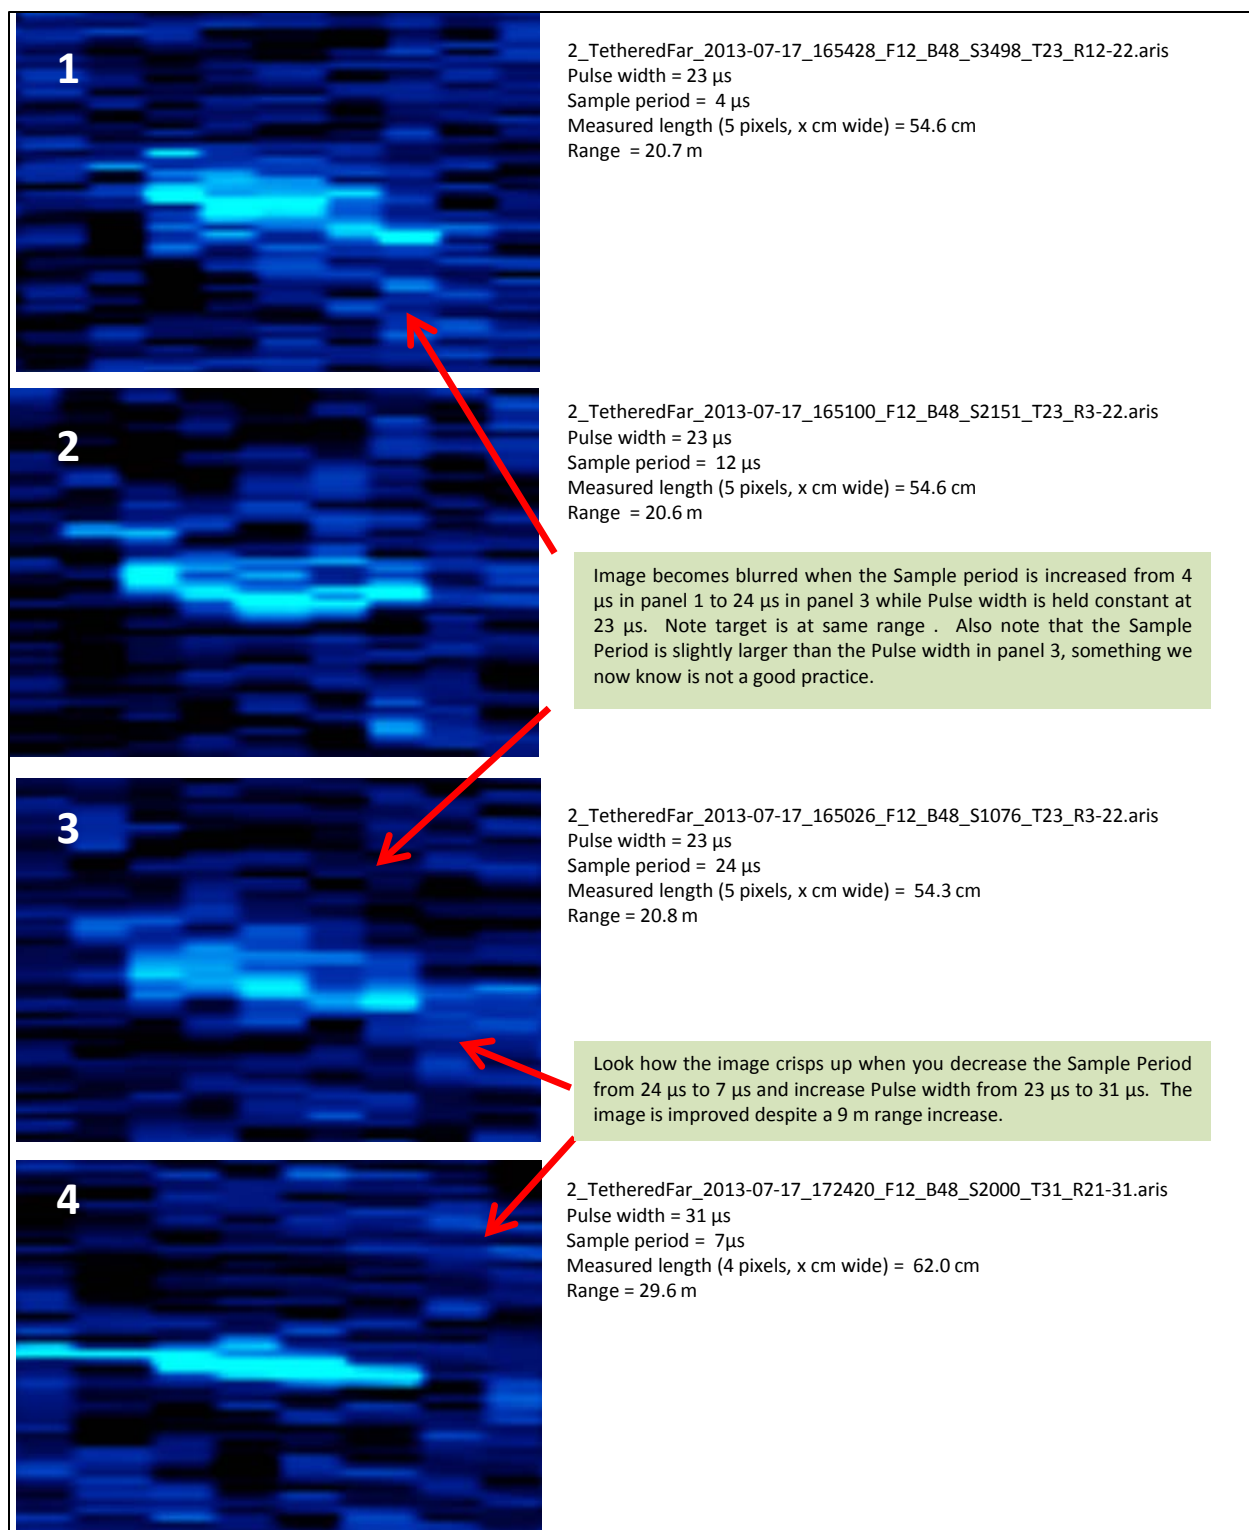 1
2_TetheredFar_2013-07-17_165428_F12_B48_S3498_T23_R12-22.aris
Pulse width = 23 µs
Sample period =  4 µs
Measured length (5 pixels, x cm wide) = 54.6 cm
Range  = 20.7 m
2
2_TetheredFar_2013-07-17_165100_F12_B48_S2151_T23_R3-22.aris
Pulse width = 23 µs
Sample period =  12 µs
Measured length (5 pixels, x cm wide) = 54.6 cm
Range  = 20.6 m
Image becomes blurred when the Sample period is increased from 4
µs in panel 1 to 24 µs in panel 3 while Pulse width is held constant at
23 µs.  Note target is at same range .  Also note that the Sample
Period is slightly larger than the Pulse width in panel 3, something we
now know is not a good practice.
3
2_TetheredFar_2013-07-17_165026_F12_B48_S1076_T23_R3-22.aris
Pulse width = 23 µs
Sample period =  24 µs
Measured length (5 pixels, x cm wide) =  54.3 cm
Range = 20.8 m
Look how the image crisps up when you decrease the Sample Period
from 24 µs to 7 µs and increase Pulse width from 23 µs to 31 µs.  The
image is improved despite a 9 m range increase.
4
2_TetheredFar_2013-07-17_172420_F12_B48_S2000_T31_R21-31.aris
Pulse width = 31 µs
Sample period =  7µs
Measured length (4 pixels, x cm wide) =  62.0 cm
Range = 29.6 m